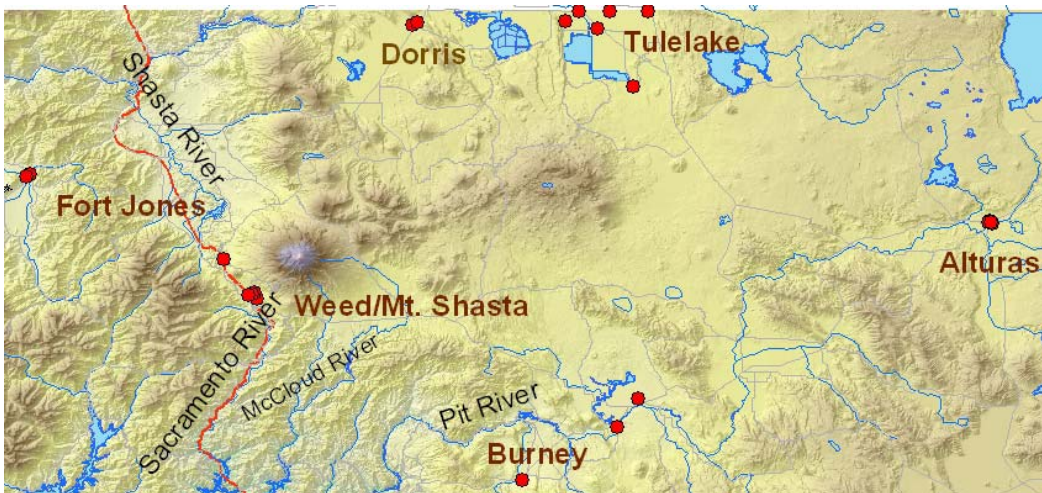 Dorris
Tulelake
Shasta River
Fort Jones
Alturas
Weed/Mt. Shasta
Sacramento River
McCloud River
Pit River
Burney